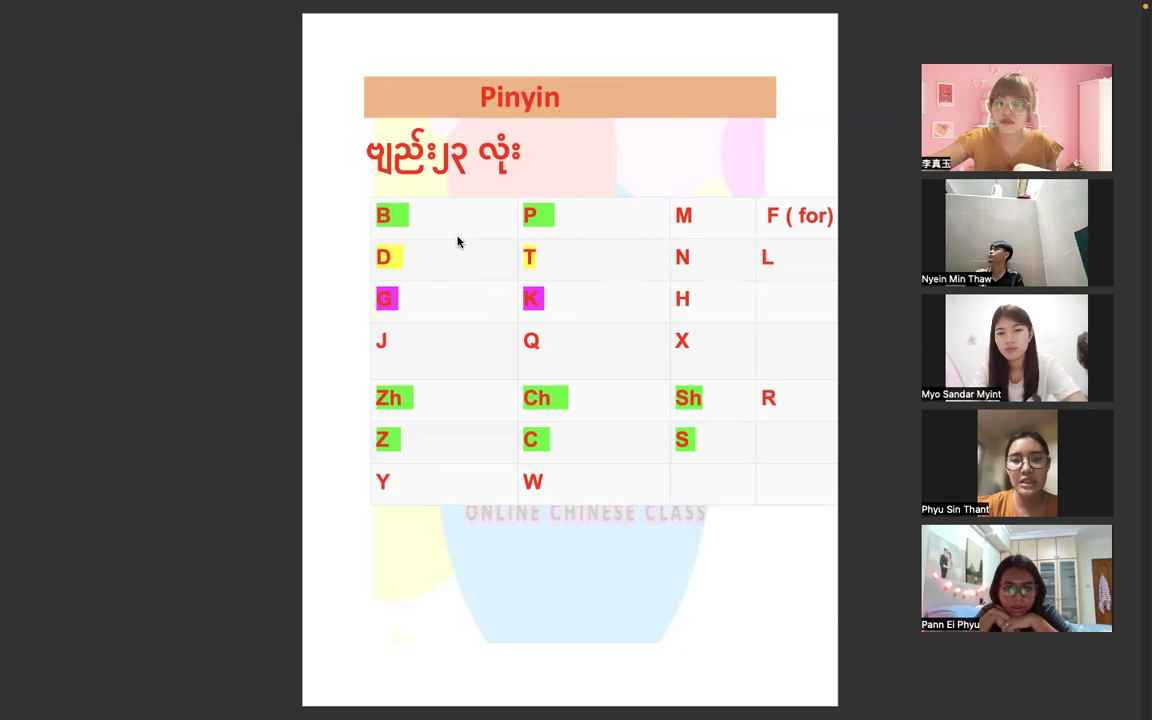 Pinyin
ဗျည်း၂၃ လုံး
B P M F ( for)
D T N L
G K H
J Q X
Zh Ch Sh R
Z C S
Y W
ONLINE CHINESE CLASS
李真玉
Nyein Min Thaw
Myo Sandar Myint
Phyu Sin Thant
Pann Ei Phyu